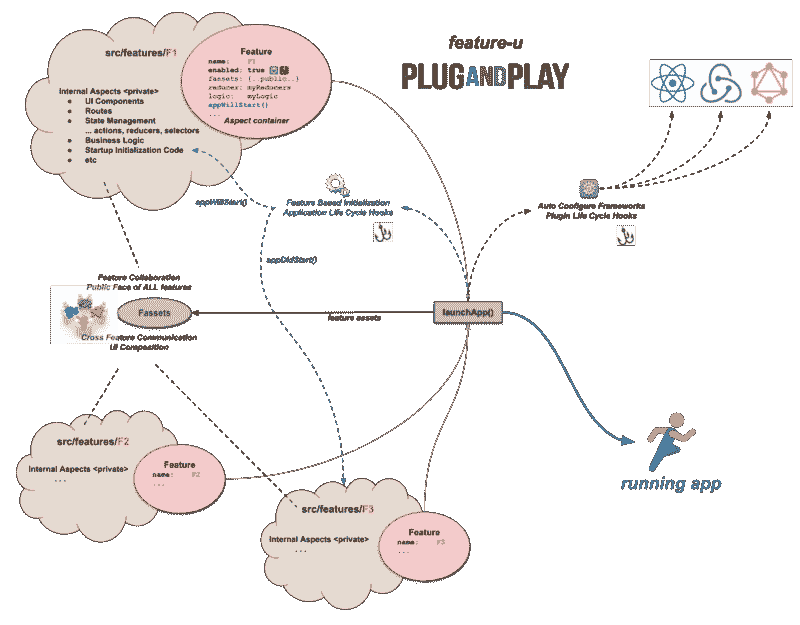 feature-u
PLUGANDPLAY
src/features/F1
Internal Aspects <private>
● UI Components
● Routes
● State Management
... actions, reducers, selectors
● Business Logic
● Startup Initialization Code
● etc
Feature
name: F1
enabled: true
fassets: {..public..}
reducer: myReducers
logic: myLogic
appWillStart()
...
Aspect container
appWillStart()
Feature Based Initialization
Application Life Cycle Hooks
appDidStart()
Auto Configure Frameworks
Plugin Life Cycle Hooks
Feature Collaboration
Public Face of ALL features
Fassets
Cross Feature Communication
UI Composition
feature assets
launchApp()
running app
src/features/F2
Internal Aspects <private>
...
Feature
name: F2
...
src/features/F3
Internal Aspects <private>
...
Feature
name: F3
...